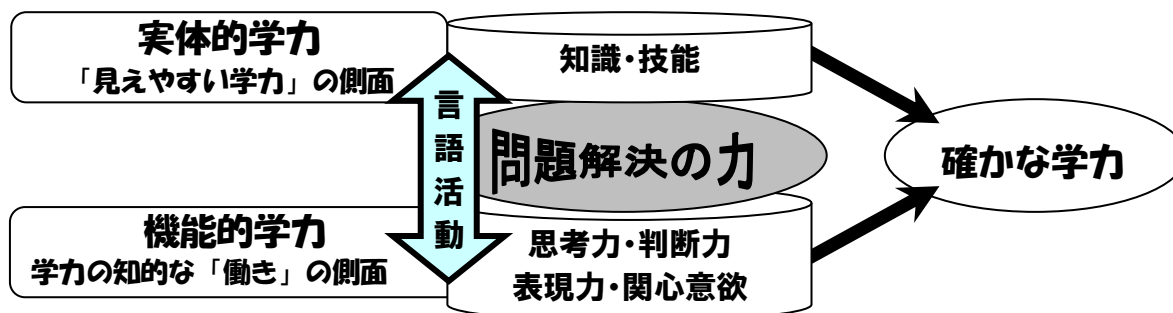 実体的学力
「見えやすい学力」の側面
知識・技能
言語活動
問題解決の力
確かな学力
機能的学力
学力の知的な「働き」の側面
思考力・判断力
表現力・関心意欲